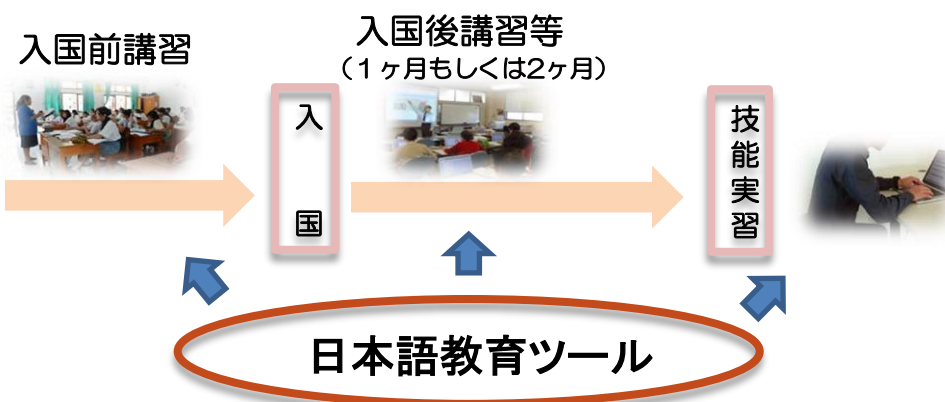 入国前講習
入国後講習等
（１ヶ月もしくは2ヶ月）
入国
技能実習
日本語教育ツール